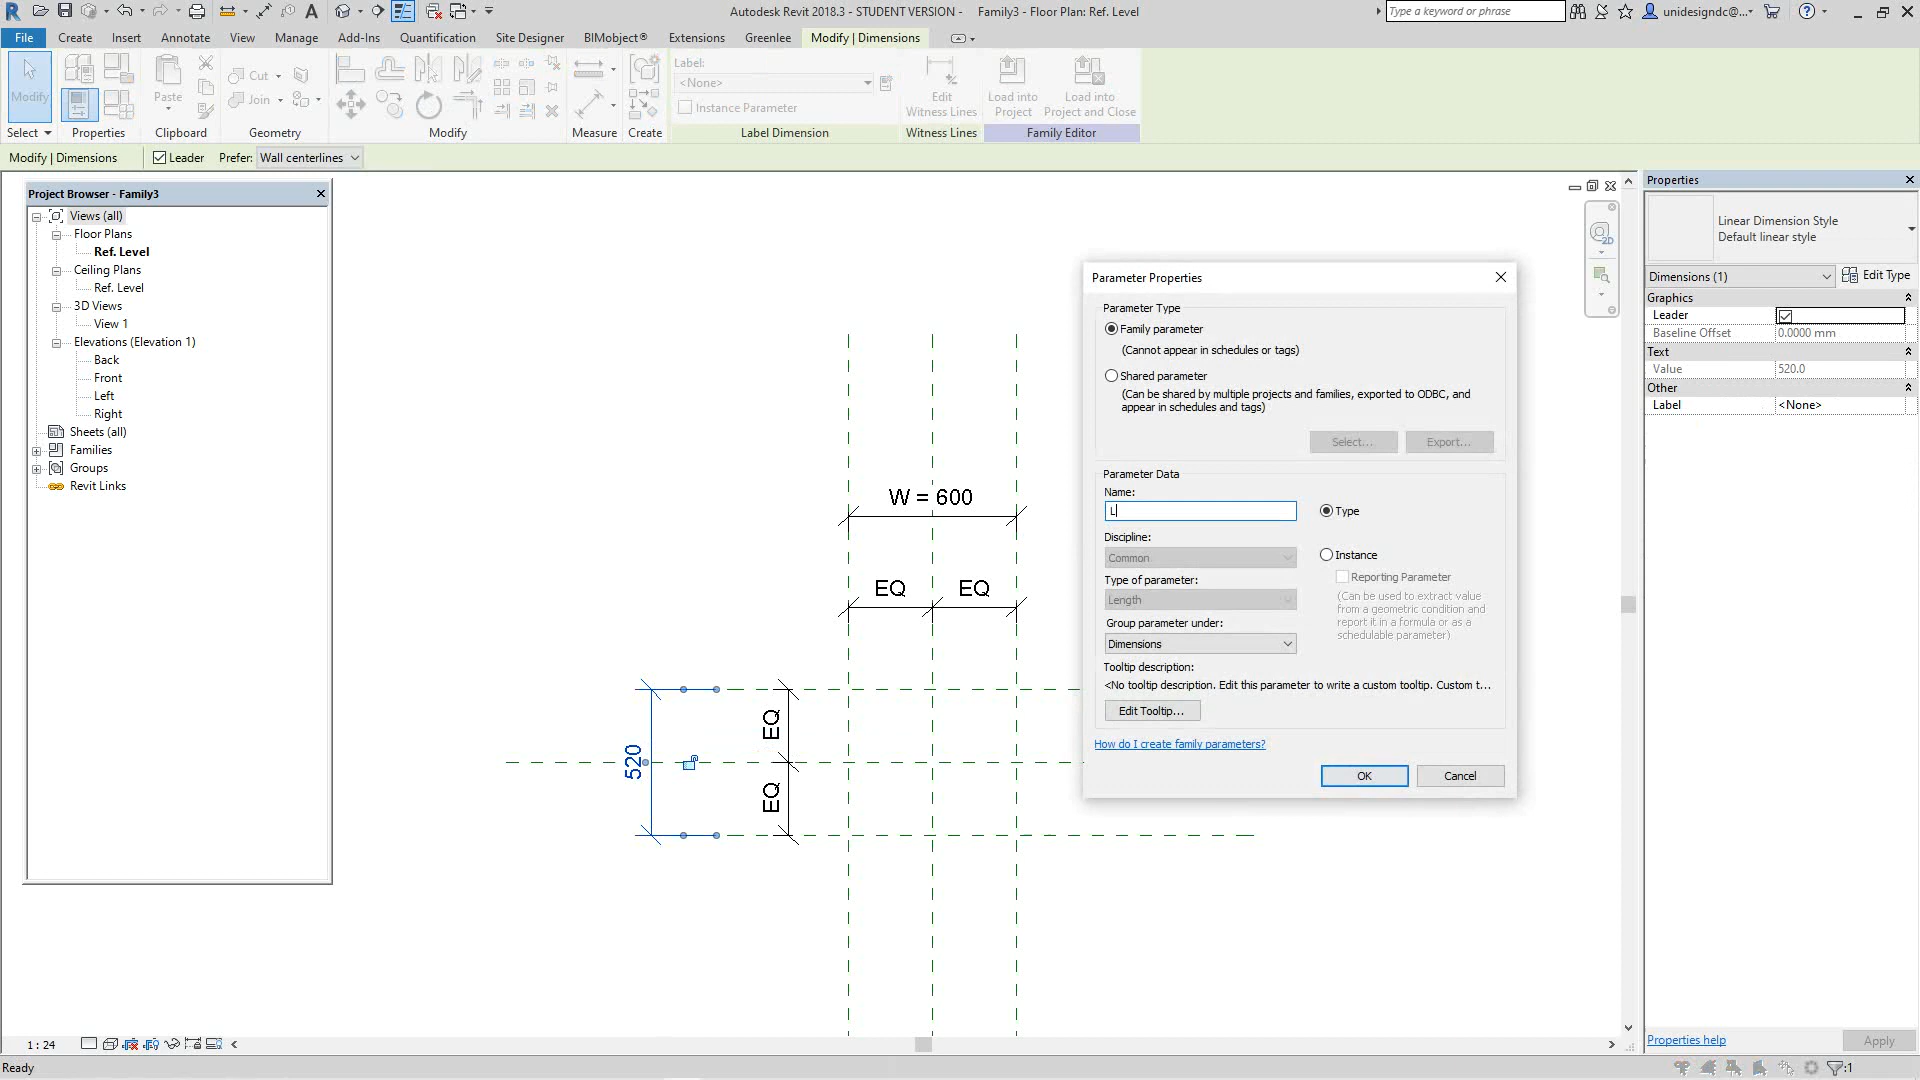 Autodesk Revit 2018.3 - STUDENT VERSION - Family3 - Floor Plan: Ref. Level
Type a keyword or phrase
unidesigndc@...
File Create Insert Annotate View Manage Add-Ins Quantification Site Designer BIMobject® Extensions Greenlee Modify | Dimensions
Modify
Paste
Cut
Join
Label:
<None>
Instance Parameter
Edit
Witness Lines
Load into
Project
Load into
Project and Close
Select Properties Clipboard Geometry Modify Measure Create Label Dimension Witness Lines Family Editor
Modify | Dimensions
Leader
Prefer:
Wall centerlines
Project Browser - Family3
Views (all)
Floor Plans
Ref. Level
Ceiling Plans
Ref. Level
3D Views
View 1
Elevations (Elevation 1)
Back
Front
Left
Right
Sheets (all)
Families
Groups
Revit Links
W = 600
EQ EQ
520
EQ
EQ
2D
Parameter Properties
Parameter Type
Family parameter
(Cannot appear in schedules or tags)
Shared parameter
(Can be shared by multiple projects and families, exported to ODBC, and
appear in schedules and tags)
Select... Export...
Parameter Data
Name:
L
Type
Discipline:
Common
Instance
Reporting Parameter
Type of parameter:
Length
(Can be used to extract value
from a geometric condition and
report it in a formula or as a
schedulable parameter)
Group parameter under:
Dimensions
Tooltip description:
<No tooltip description. Edit this parameter to write a custom tooltip. Custom t...
Edit Tooltip...
How do I create family parameters?
OK Cancel
Properties
Linear Dimension Style
Default linear style
Dimensions (1)
Edit Type
Graphics
Leader
Baseline Offset 0.0000 mm
Text
Value 520.0
Other
Label <None>
Properties help
Apply
1 : 24
Ready
:1